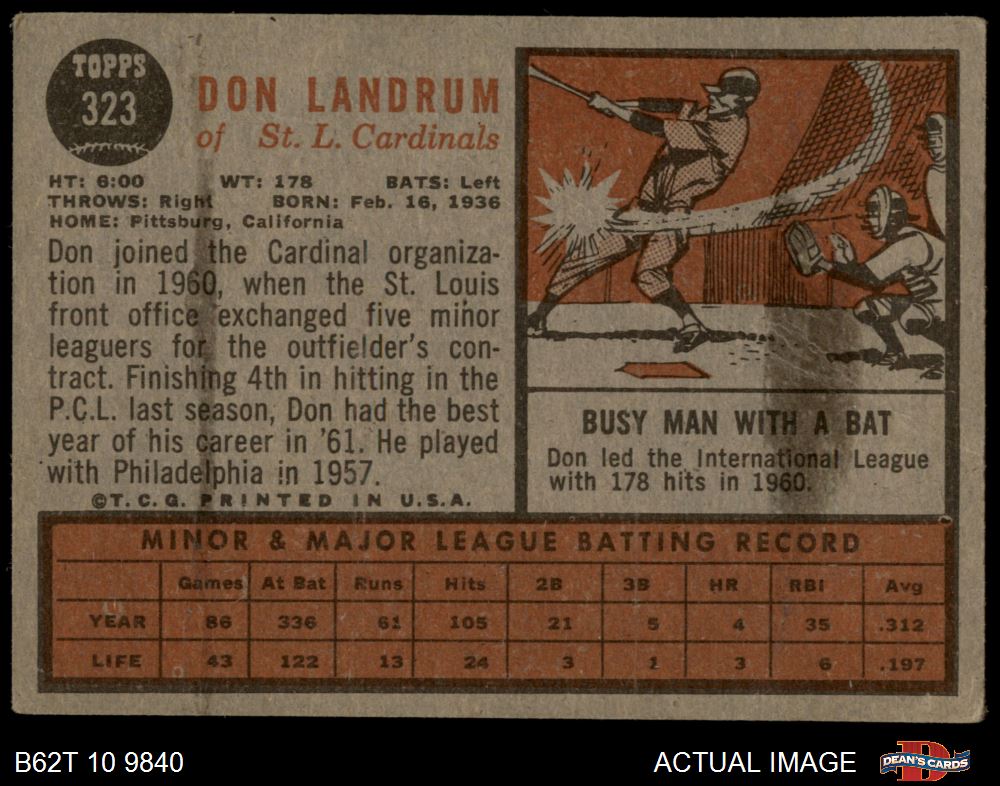 TOPPS
323
DON LANDRUM
of St. L. Cardinals
HT: 6:00 WT: 178 BATS: Left
THROWS: Right BORN: Feb. 16, 1936
HOME: Pittsburg, California
Don joined the Cardinal organiza-
tion in 1960, when the St. Louis
front office exchanged five minor
leaguers for the outfielder's con-
tract. Finishing 4th in hitting in the
P.C.L. last season, Don had the best
year of his career in '61. He played
with Philadelphia in 1957.
©T.C.G. PRINTED IN U.S.A.
BUSY MAN WITH A BAT
Don led the International League
with 178 hits in 1960.
MINOR & MAJOR LEAGUE BATTING RECORD
Games At Bat Runs Hits 2B 3B HR RBI Avg
YEAR 86 336 61 105 21 5 4 35 .312
LIFE 43 122 13 24 3 1 3 6 .197
B62T 10 9840 ACTUAL IMAGE DEAN'S CARDS